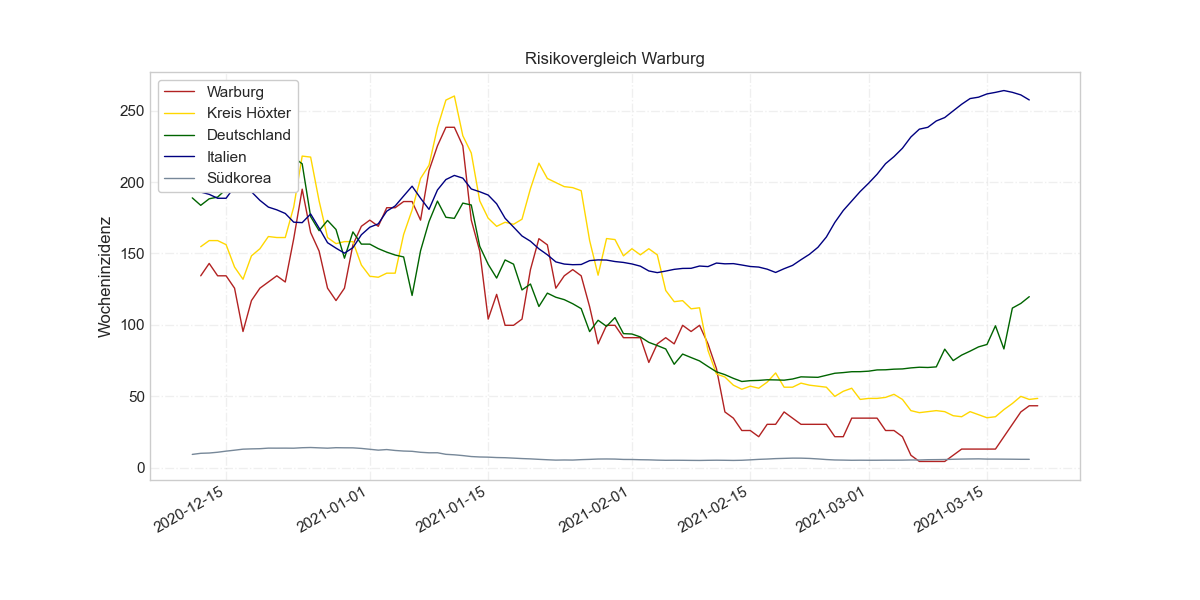 Risikovergleich Warburg
Warburg
Kreis Höxter
Deutschland
Italien
Südkorea
Wocheninzidenz
250
200
150
100
50
0
2020-12-15
2021-01-01
2021-01-15
2021-02-01
2021-02-15
2021-03-01
2021-03-15